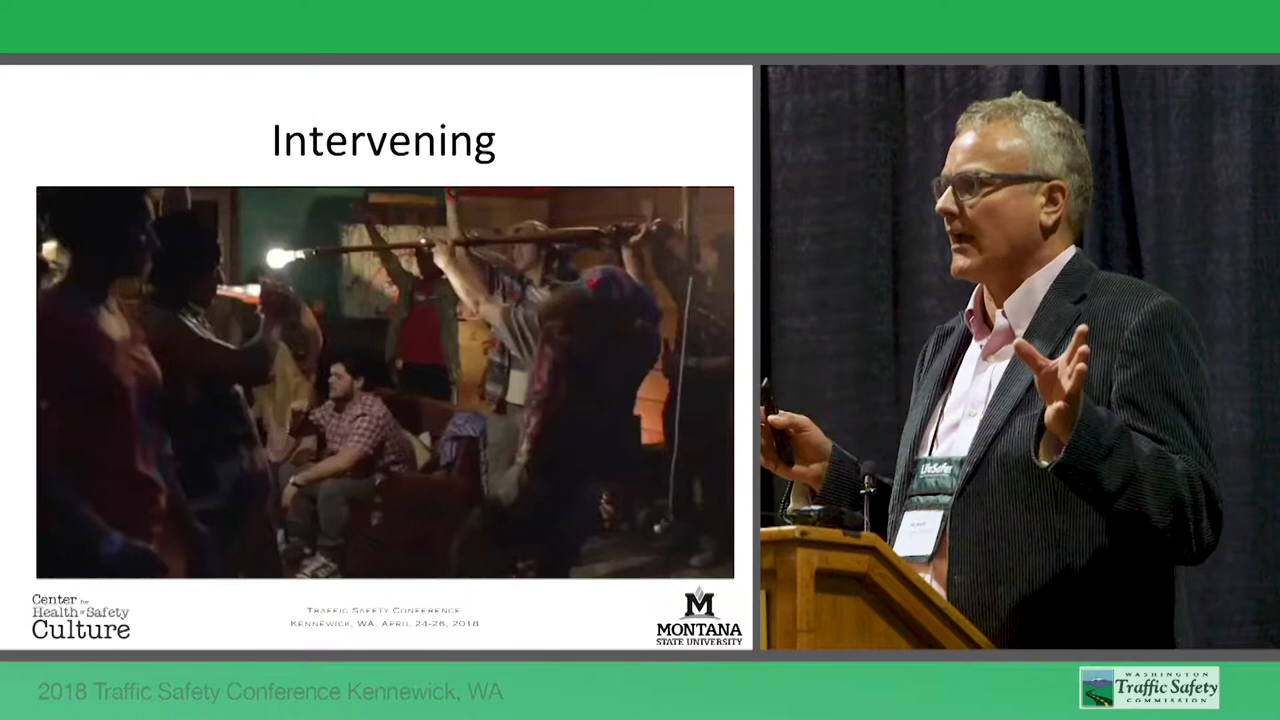 Intervening
Center for
Health & Safety
Culture
TRAFFIC SAFETY CONFERENCE
KENNEWICK, WA. APRIL 24-26, 2018
M
MONTANA
STATE UNIVERSITY
LifeSafer
2018 Traffic Safety Conference Kennewick, WA
WASHINGTON
Traffic Safety
COMMISSION